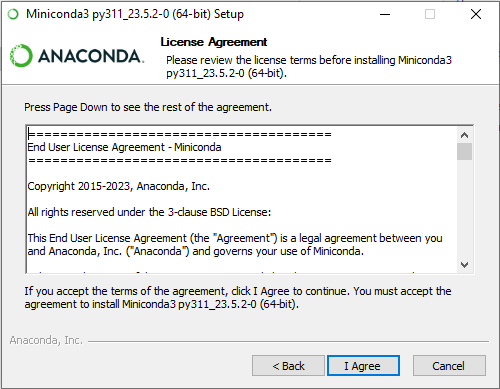 Miniconda3 py311_23.5.2-0 (64-bit) Setup
ANACONDA.
License Agreement
Please review the license terms before installing Miniconda3
py311_23.5.2-0 (64-bit).
Press Page Down to see the rest of the agreement.
=======================================
End User License Agreement - Miniconda
=======================================
Copyright 2015-2023, Anaconda, Inc.
All rights reserved under the 3-clause BSD License:
This End User License Agreement (the "Agreement") is a legal agreement between you
and Anaconda, Inc. ("Anaconda") and governs your use of Miniconda.
If you accept the terms of the agreement, click I Agree to continue. You must accept the
agreement to install Miniconda3 py311_23.5.2-0 (64-bit).
Anaconda, Inc.
< Back
I Agree
Cancel